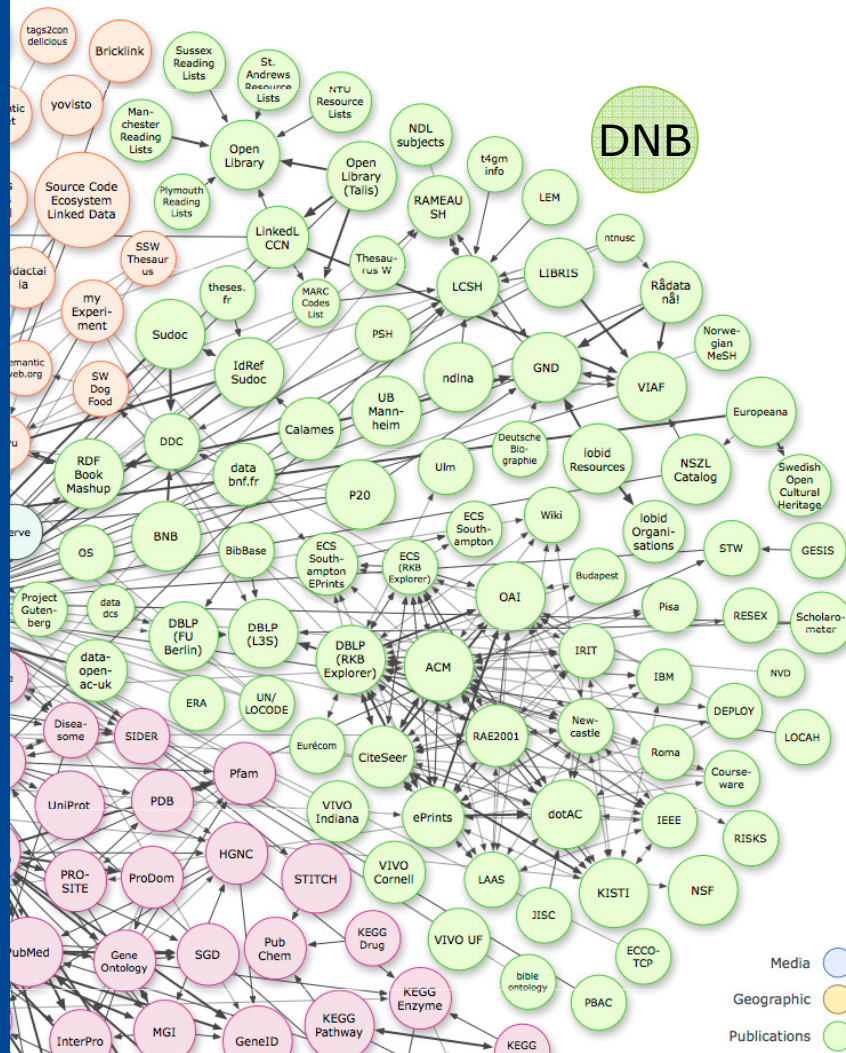 tags2con
delicious
Bricklink
Sussex
Reading
Lists
St.
Andrews
Resource
Lists
NTU
Resource
Lists
yovisto
Man-
chester
Reading
Lists
Open
Library
NDL
subjects
DNB
Source Code
Ecosystem
Linked Data
Plymouth
Reading
Lists
Open
Library
(Talis)
RAMEAU
SH
t4gm
info
LEM
LinkedL
CCN
SSW
Thesaur
us
Thesau-
rus W
LCSH
LIBRIS
ntnusc
Rådata
nå!
my
Experi-
ment
theses.
fr
MARC
Codes
List
PSH
Sudoc
IdRef
Sudoc
ndlna
GND
VIAF
Norwe-
gian
MeSH
SW
Dog
Food
UB
Mann-
heim
Europeana
DDC
Calames
Deutsche
Bio-
graphie
lobid
Resources
NSZL
Catalog
Swedish
Open
Cultural
Heritage
RDF
Book
Mashup
data
bnf.fr
Ulm
P20
BNB
BibBase
ECS
South-
ampton
Wiki
lobid
Organi-
sations
OS
ECS
South-
ampton
EPrints
ECS
(RKB
Explorer)
STW
GESIS
Budapest
OAI
Project
Guten-
berg
data
dcs
DBLP
(FU
Berlin)
DBLP
(L3S)
Pisa
RESEX
Scholaro-
meter
DBLP
(RKB
Explorer)
ACM
IRIT
data-
open-
ac-uk
ERA
UN/
LOCODE
IBM
NVD
DEPLOY
Disea-
some
SIDER
Eurécom
CiteSeer
RAE2001
New-
castle
Roma
LOCAH
Pfam
Course-
ware
UniProt
PDB
VIVO
Indiana
ePrints
dotAC
IEEE
RISKS
HGNC
PRO-
SITE
ProDom
STITCH
VIVO
Cornell
LAAS
KISTI
NSF
JISC
PubMed
Gene
Ontology
SGD
Pub
Chem
KEGG
Drug
VIVO UF
ECCO-
TCP
bible
ontology
PBAC
KEGG
Enzyme
InterPro
MGI
GeneID
KEGG
Pathway
KEGG
Media
Geographic
Publications